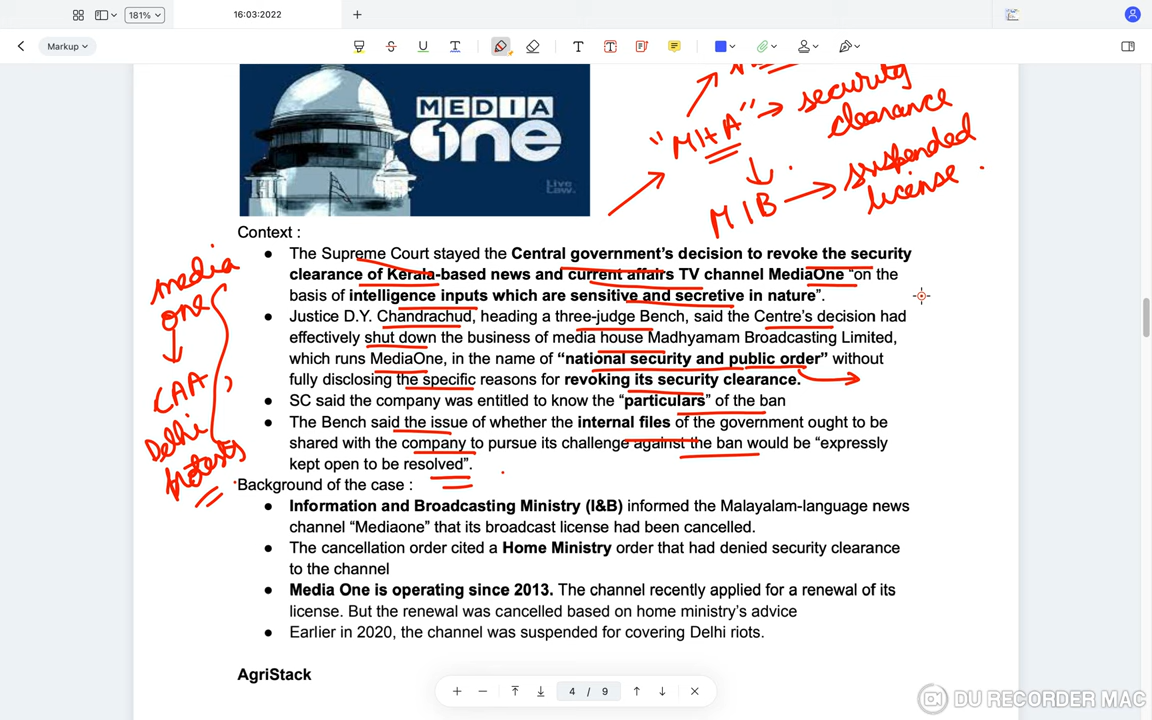 181%
16:03:2022
Markup
MEDIA
one
Live
Law.
"MHA" → security
clearance
MIB → suspended
license
Context :
● The Supreme Court stayed the Central government's decision to revoke the security
clearance of Kerala-based news and current affairs TV channel MediaOne "on the
basis of intelligence inputs which are sensitive and secretive in nature".
● Justice D.Y. Chandrachud, heading a three-judge Bench, said the Centre's decision had
effectively shut down the business of media house Madhyamam Broadcasting Limited,
which runs MediaOne, in the name of "national security and public order" without
fully disclosing the specific reasons for revoking its security clearance.
● SC said the company was entitled to know the "particulars" of the ban
● The Bench said the issue of whether the internal files of the government ought to be
shared with the company to pursue its challenge against the ban would be "expressly
kept open to be resolved".
media
one
CAA
Delhi
Protests
Background of the case :
● Information and Broadcasting Ministry (I&B) informed the Malayalam-language news
channel "Mediaone" that its broadcast license had been cancelled.
● The cancellation order cited a Home Ministry order that had denied security clearance
to the channel
● Media One is operating since 2013. The channel recently applied for a renewal of its
license. But the renewal was cancelled based on home ministry's advice
● Earlier in 2020, the channel was suspended for covering Delhi riots.
AgriStack
4 / 9
DU RECORDER MAC